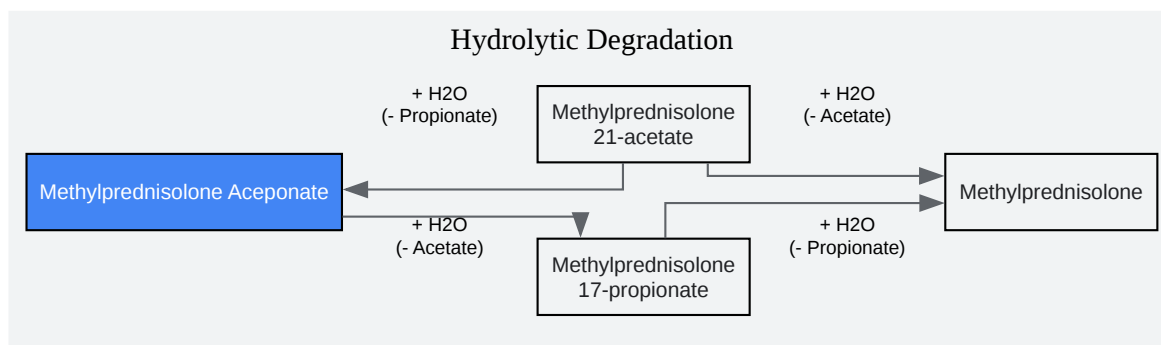 Hydrolytic Degradation
+ H2O
(- Propionate)
Methylprednisolone
21-acetate
+ H2O
(- Acetate)
Methylprednisolone Aceponate
Methylprednisolone
+ H2O
(- Acetate)
Methylprednisolone
17-propionate
+ H2O
(- Propionate)